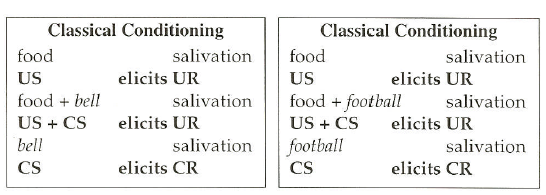 Classical Conditioning
food salivation
US elicits UR
food + bell salivation
US + CS elicits UR
bell salivation
CS elicits CR
Classical Conditioning
food salivation
US elicits UR
food + football salivation
US + CS elicits UR
football salivation
CS elicits CR